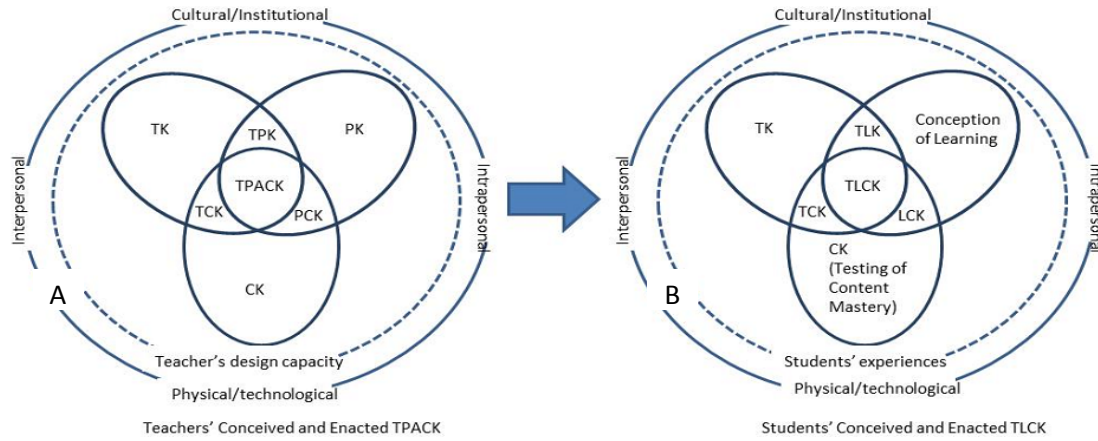 Cultural/Institutional
TK
TPK
PK
TPACK
TCK
PCK
CK
Interpersonal
Intrapersonal
A
Teacher's design capacity
Physical/technological
Teachers' Conceived and Enacted TPACK
Cultural/Institutional
TK
TLK
Conception
of Learning
TLCK
TCK
LCK
CK
(Testing of
Content
Mastery)
Interpersonal
Intrapersonal
B
Students' experiences
Physical/technological
Students' Conceived and Enacted TLCK